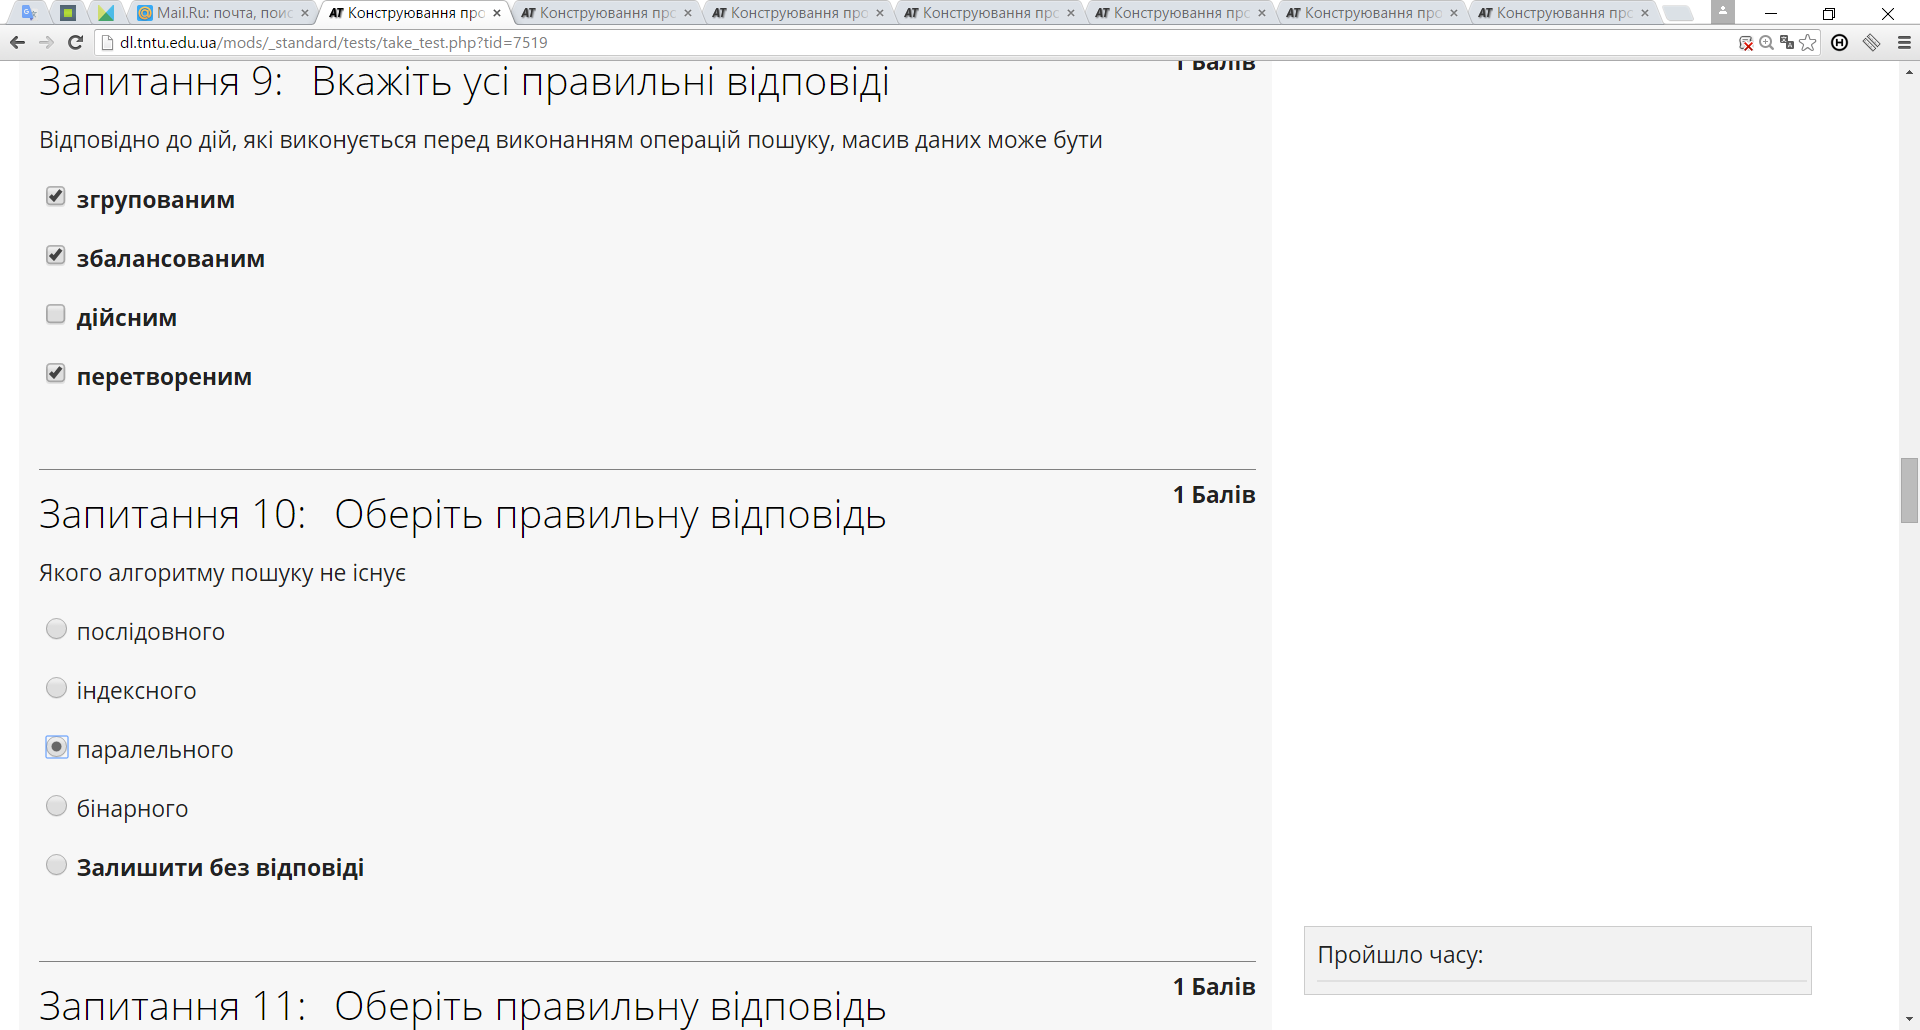 Mail.Ru: почта, поис
Конструювання про
Конструювання про
Конструювання про
Конструювання про
Конструювання про
Конструювання про
Конструювання про
dl.tntu.edu.ua/mods/_standard/tests/take_test.php?tid=7519
1 Балів
Запитання 9: Вкажіть усі правильні відповіді
Відповідно до дій, які виконується перед виконанням операцій пошуку, масив даних може бути
згрупованим
збалансованим
дійсним
перетвореним
1 Балів
Запитання 10: Оберіть правильну відповідь
Якого алгоритму пошуку не існує
послідовного
індексного
паралельного
бінарного
Залишити без відповіді
Пройшло часу:
1 Балів
Запитання 11: Оберіть правильну відповідь